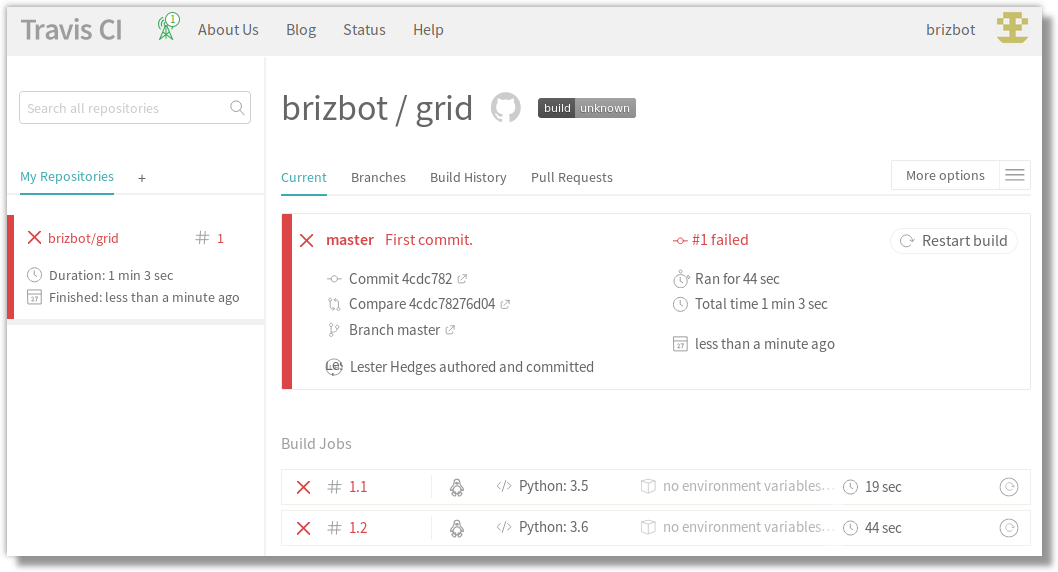 Travis CI
1
About Us
Blog
Status
Help
brizbot
Search all repositories
My Repositories
+
brizbot/grid
# 1
Duration: 1 min 3 sec
27
Finished: less than a minute ago
brizbot / grid
build unknown
Current
Branches
Build History
Pull Requests
More options
master First commit.
Commit 4cdc782
Compare 4cdc78276d04
Branch master
Lester Hedges authored and committed
#1 failed
Ran for 44 sec
Total time 1 min 3 sec
27
less than a minute ago
Restart build
Build Jobs
# 1.1 </> Python: 3.5 no environment variables… 19 sec
# 1.2 </> Python: 3.6 no environment variables… 44 sec